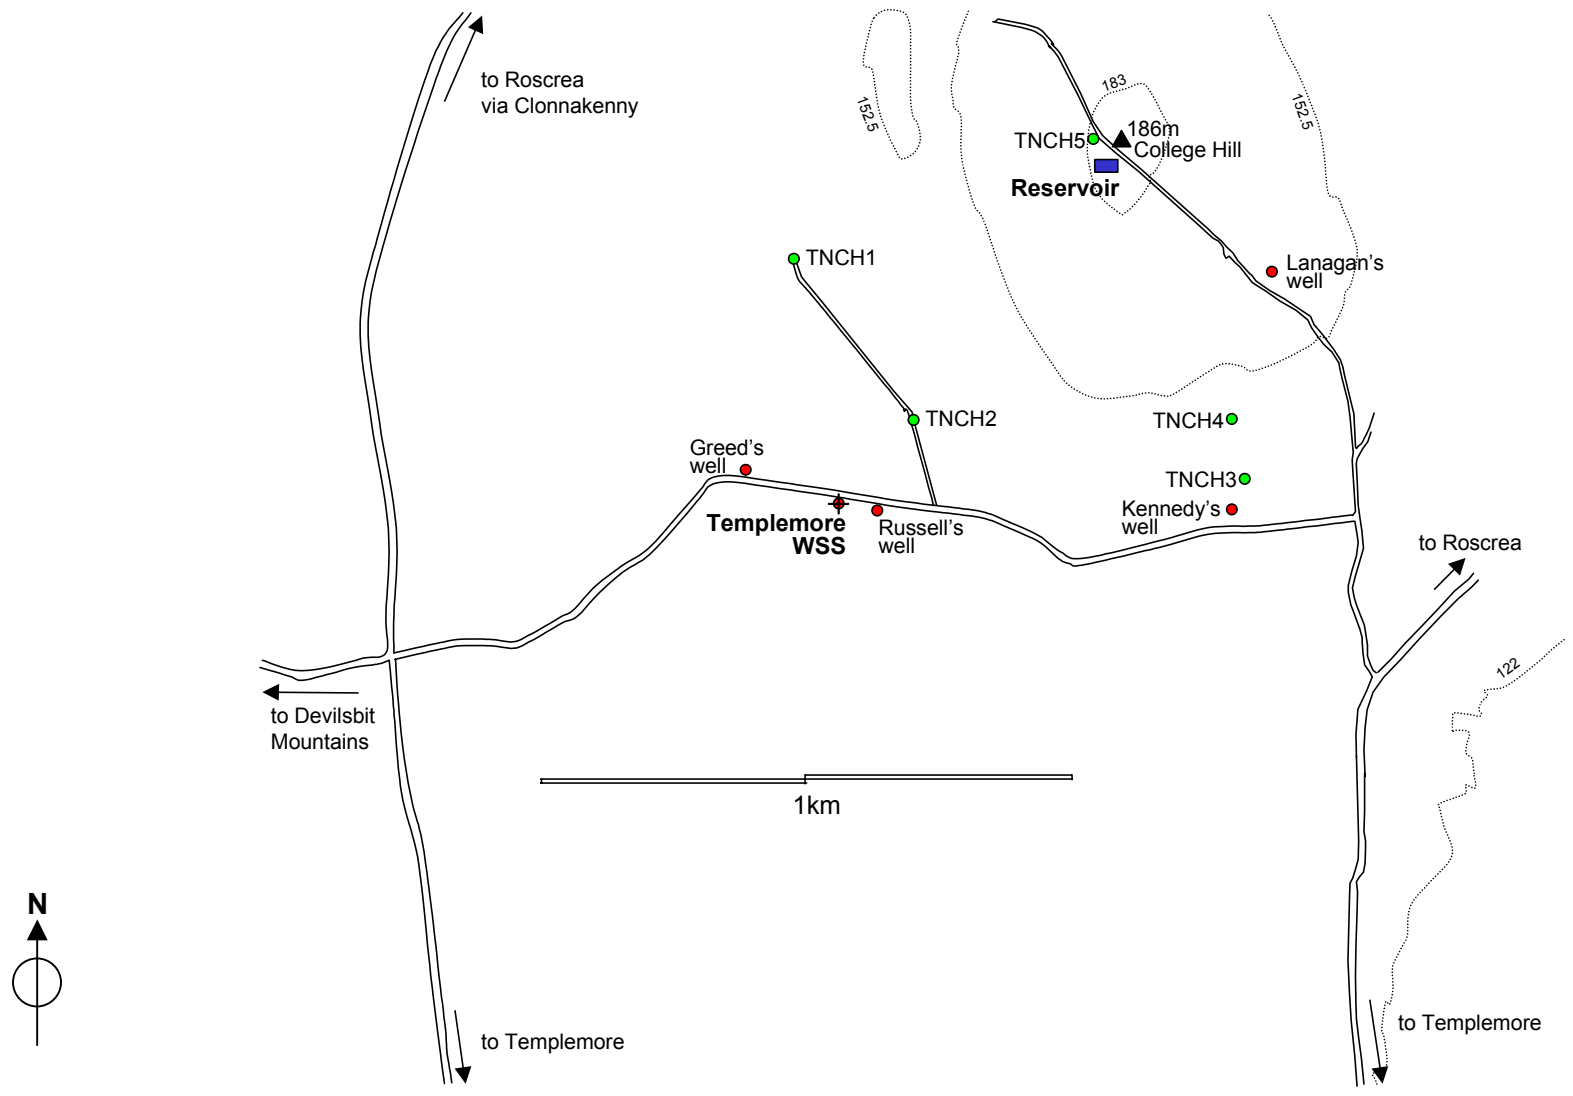 to Roscrea
via Clonnakenny
183
152.5
152.5
186m
College Hill
TNCH5
Reservoir
TNCH1
Lanagan's
well
TNCH2
TNCH4
Greed's
well
TNCH3
Kennedy's
well
Templemore
WSS
Russell's
well
to Roscrea
122
to Devilsbit
Mountains
1km
N
to Templemore
to Templemore